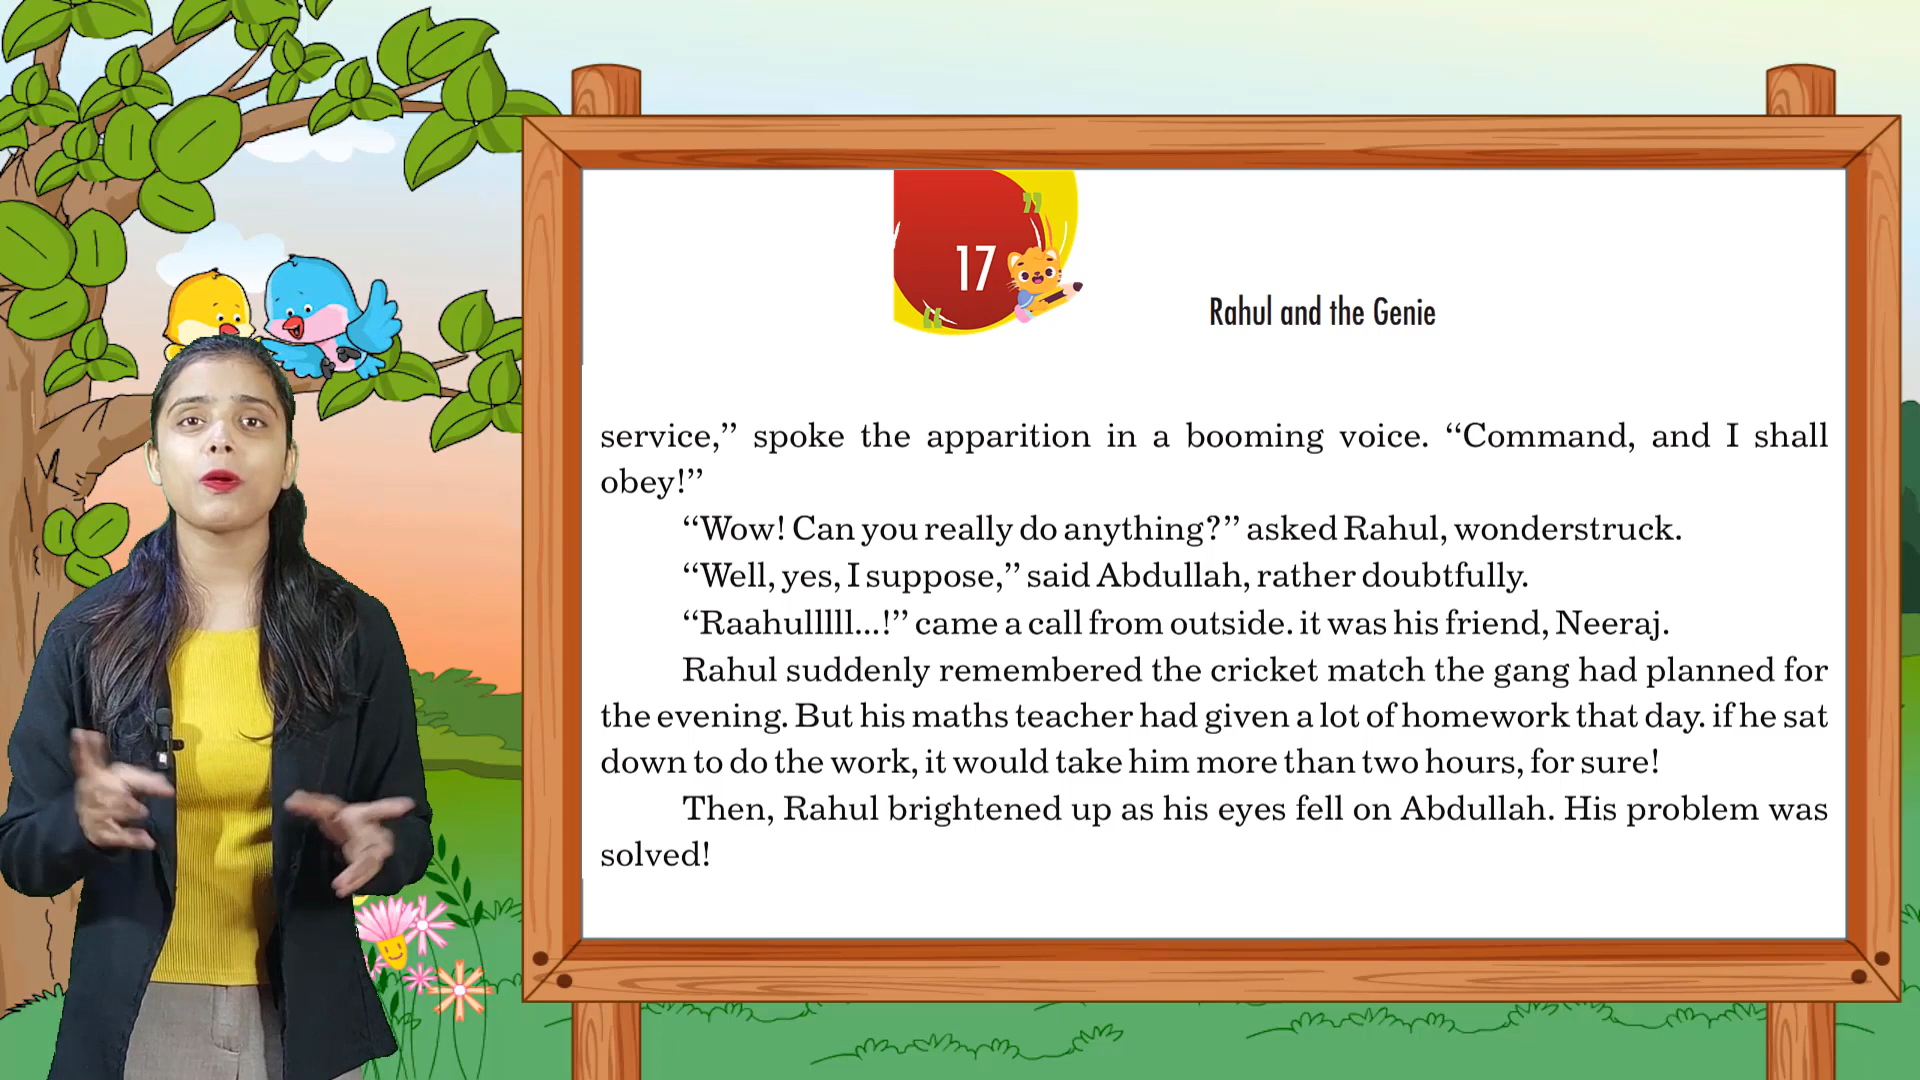 17
Rahul and the Genie
service,” spoke the apparition in a booming voice. “Command, and I shall
obey!”
“Wow! Can you really do anything?” asked Rahul, wonderstruck.
“Well, yes, I suppose,” said Abdullah, rather doubtfully.
“Raahulllll...!” came a call from outside. it was his friend, Neeraj.
Rahul suddenly remembered the cricket match the gang had planned for
the evening. But his maths teacher had given a lot of homework that day. if he sat
down to do the work, it would take him more than two hours, for sure!
Then, Rahul brightened up as his eyes fell on Abdullah. His problem was
solved!